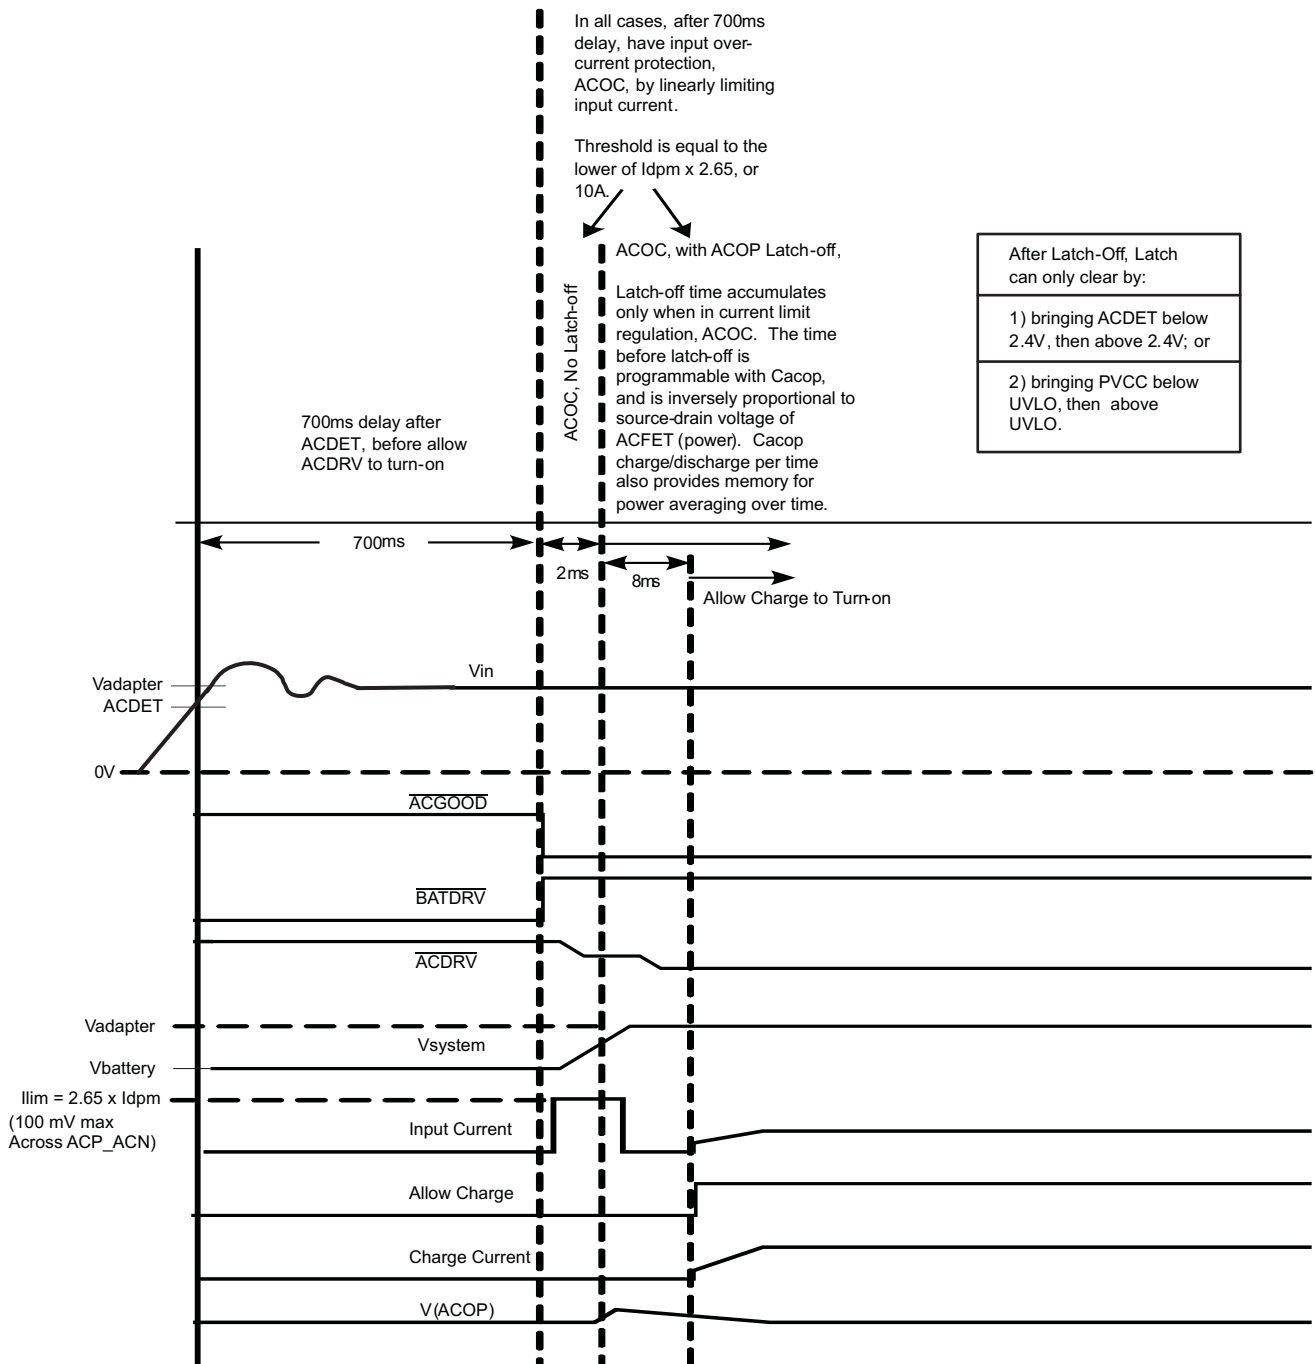 In all cases, after 700ms
delay, have input over-
current protection,
ACOC, by linearly limiting
input current.
Threshold is equal to the
lower of Idpm x 2.65, or
10A.
ACOC, No Latch-off
ACOC, with ACOP Latch-off,
Latch-off time accumulates
only when in current limit
regulation, ACOC. The time
before latch-off is
programmable with Cacop,
and is inversely proportional to
source-drain voltage of
ACFET (power). Cacop
charge/discharge per time
also provides memory for
power averaging over time.
After Latch-Off, Latch
can only clear by:
1) bringing ACDET below
2.4V, then above 2.4V; or
2) bringing PVCC below
UVLO, then above
UVLO.
700ms delay after
ACDET, before allow
ACDRV to turn-on
700ms
2ms
8ms
Allow Charge to Turn-on
Vin
Vadapter
ACDET
0V
ACGOOD
BATDRV
ACDRV
Vadapter
Vsystem
Vbattery
Ilim = 2.65 x Idpm
(100 mV max
Across ACP_ACN)
Input Current
Allow Charge
Charge Current
V(ACOP)